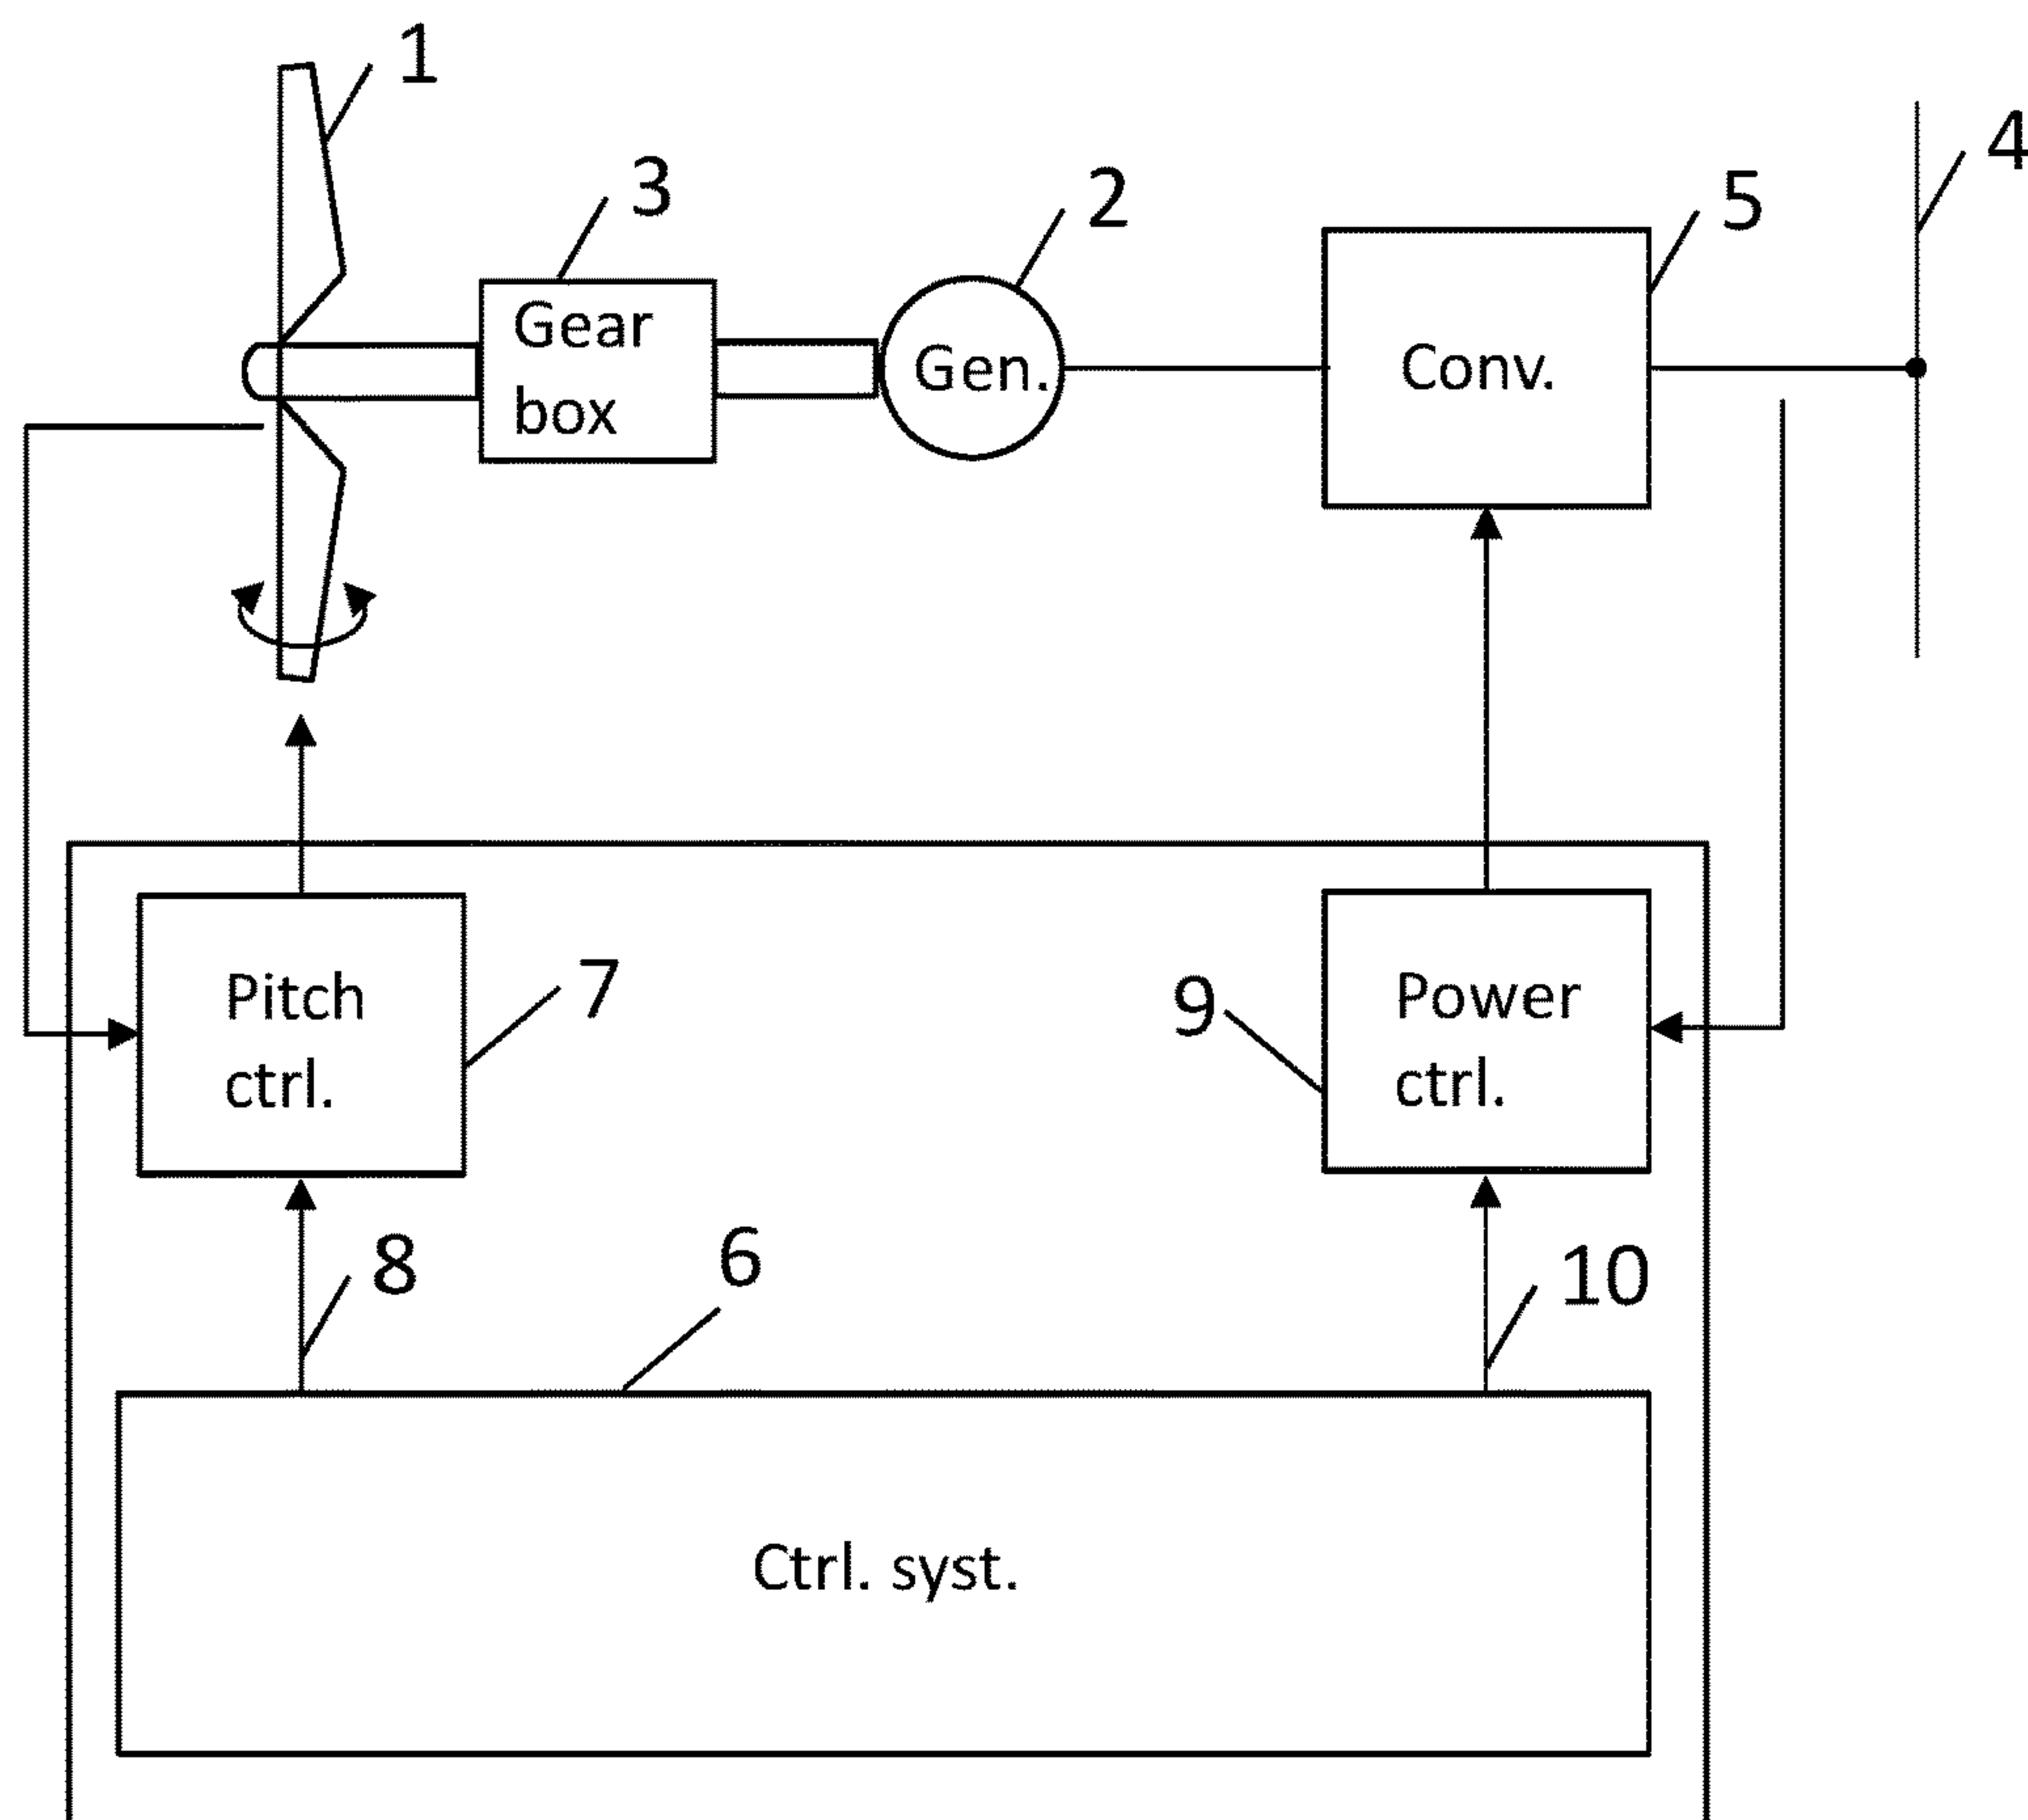 1
4
3
2
5
Gear
box
Gen.
Conv.
Pitch
ctrl.
7
9
Power
ctrl.
8
6
10
Ctrl. syst.